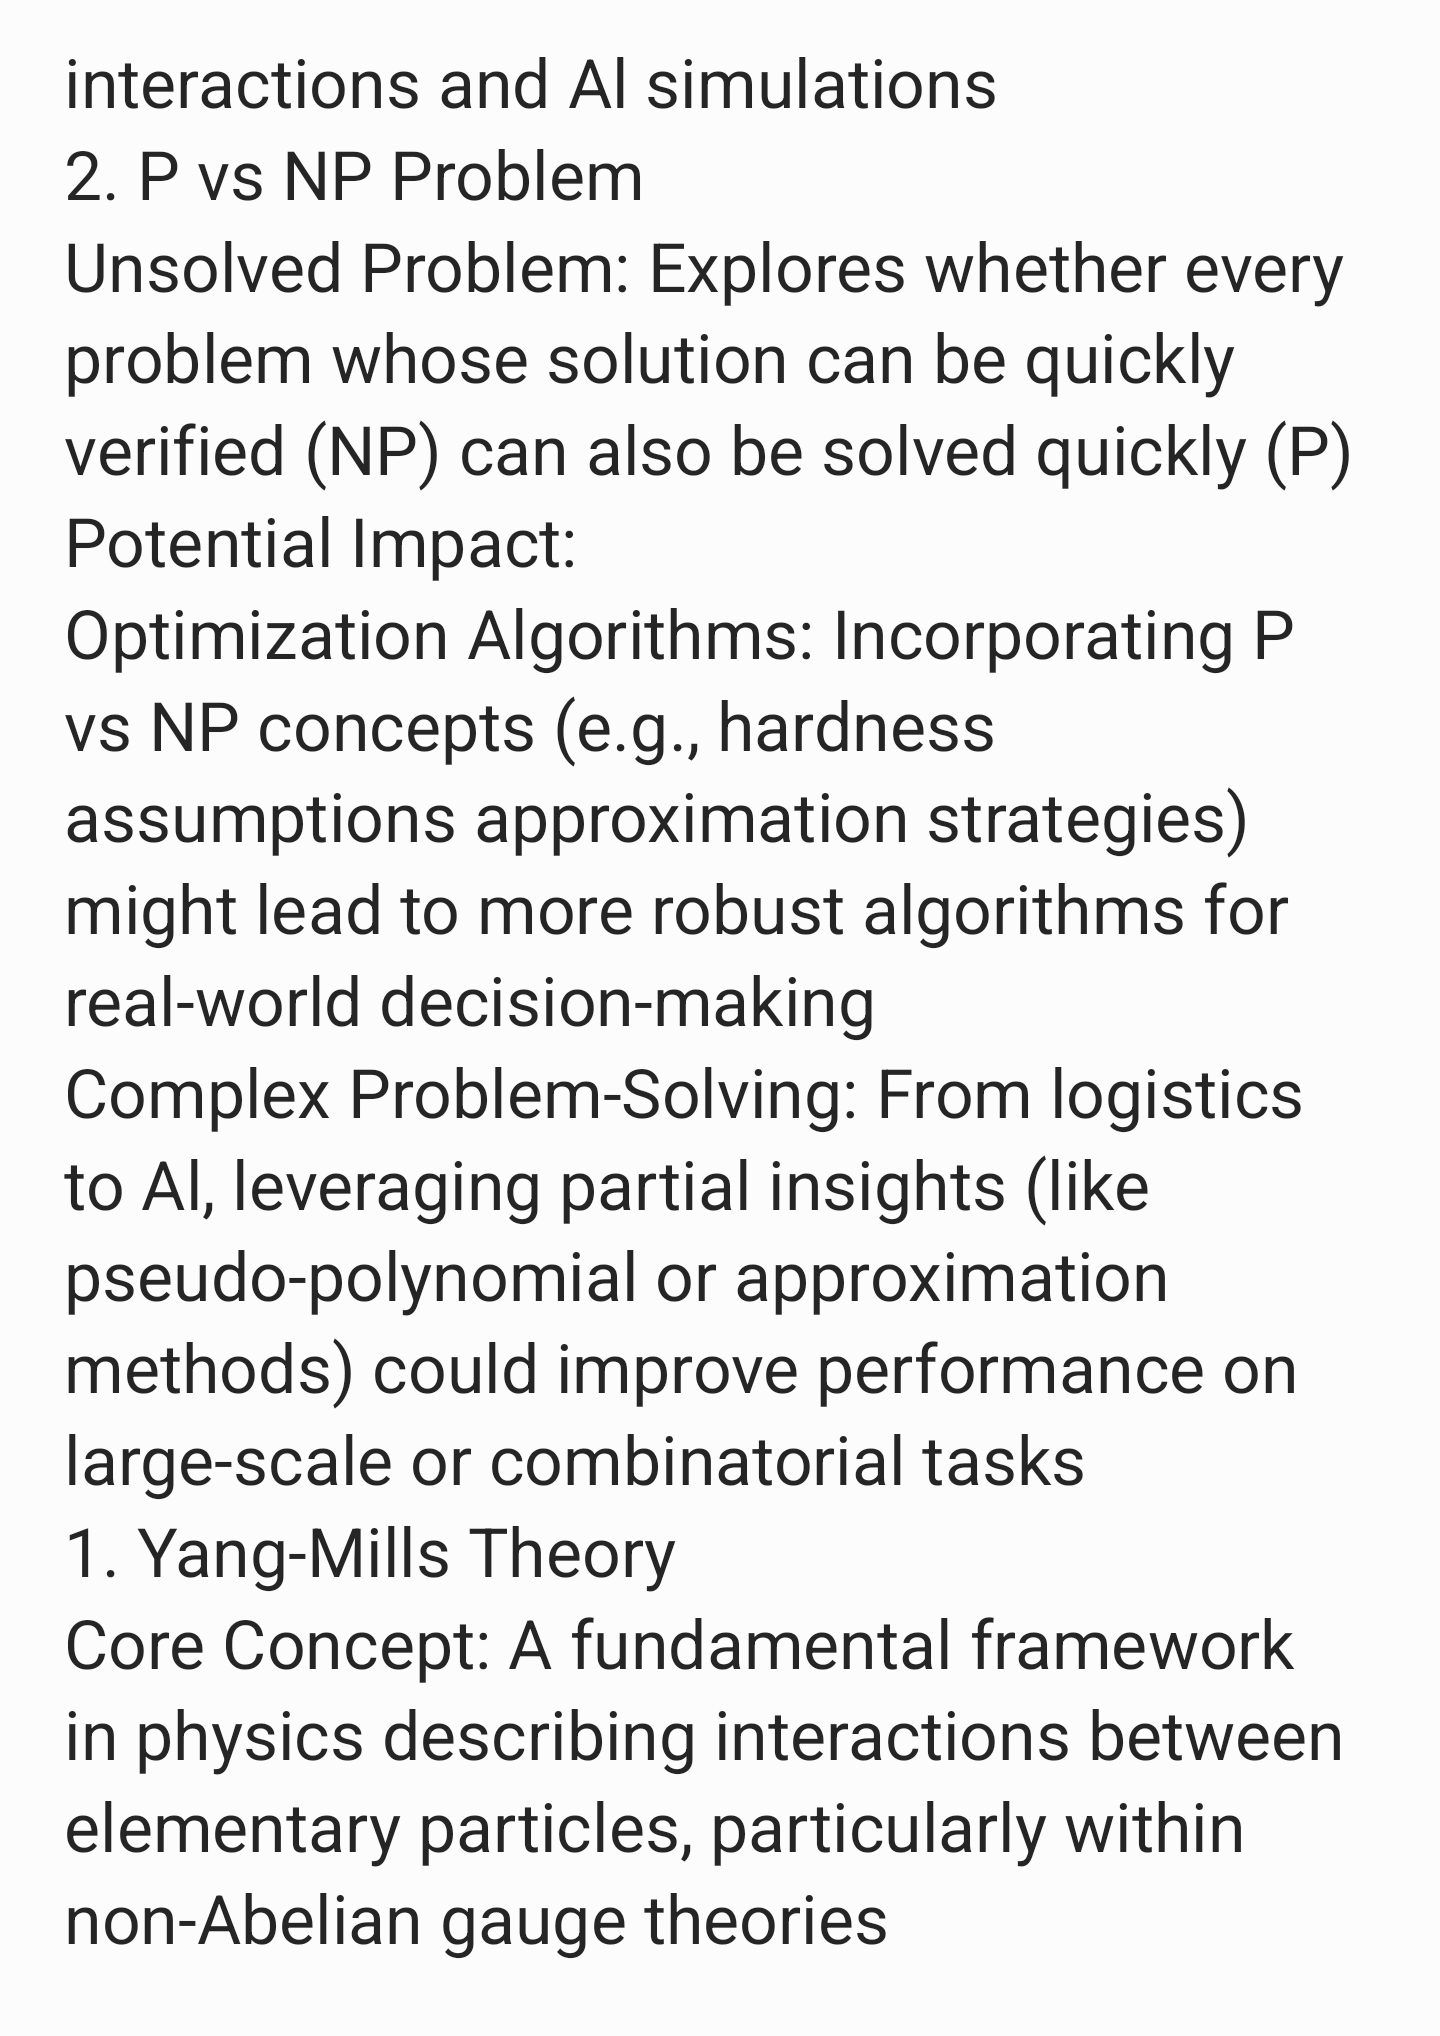 interactions and Al simulations
2. P vs NP Problem
Unsolved Problem: Explores whether every
problem whose solution can be quickly
verified (NP) can also be solved quickly (P)
Potential Impact:
Optimization Algorithms: Incorporating P
vs NP concepts (e.g., hardness
assumptions approximation strategies)
might lead to more robust algorithms for
real-world decision-making
Complex Problem-Solving: From logistics
to Al, leveraging partial insights (like
pseudo-polynomial or approximation
methods) could improve performance on
large-scale or combinatorial tasks
1. Yang-Mills Theory
Core Concept: A fundamental framework
in physics describing interactions between
elementary particles, particularly within
non-Abelian gauge theories